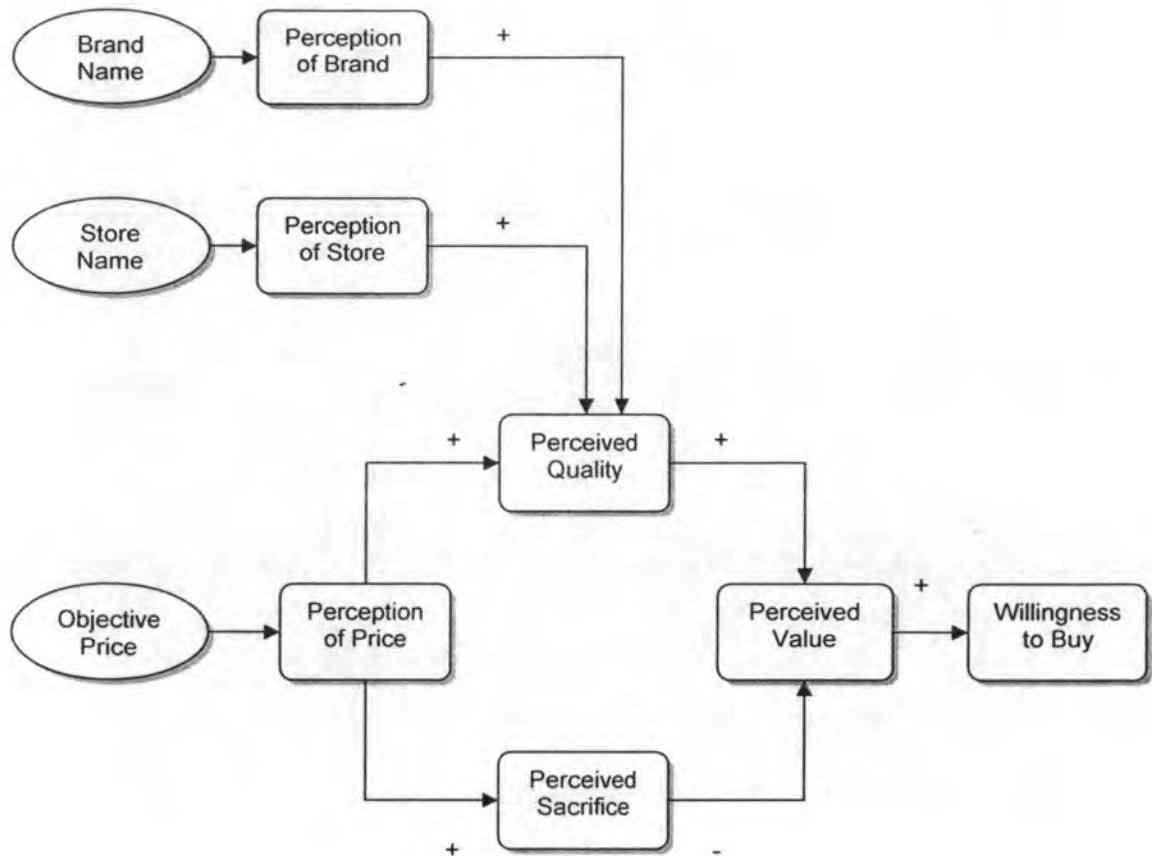 Brand
Name
Perception
of Brand
+
Store
Name
Perception
of Store
+
+
Perceived
Quality
+
Objective
Price
Perception
of Price
Perceived
Value
+
Willingness
to Buy
Perceived
Sacrifice
+
-